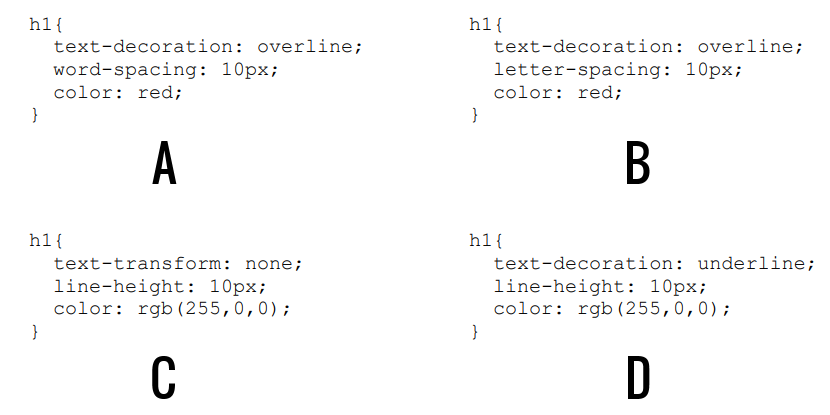 h1{
  text-decoration: overline;
  word-spacing: 10px;
  color: red;
}
A
h1{
  text-decoration: overline;
  letter-spacing: 10px;
  color: red;
}
B
h1{
  text-transform: none;
  line-height: 10px;
  color: rgb(255,0,0);
}
C
h1{
  text-decoration: underline;
  line-height: 10px;
  color: rgb(255,0,0);
}
D